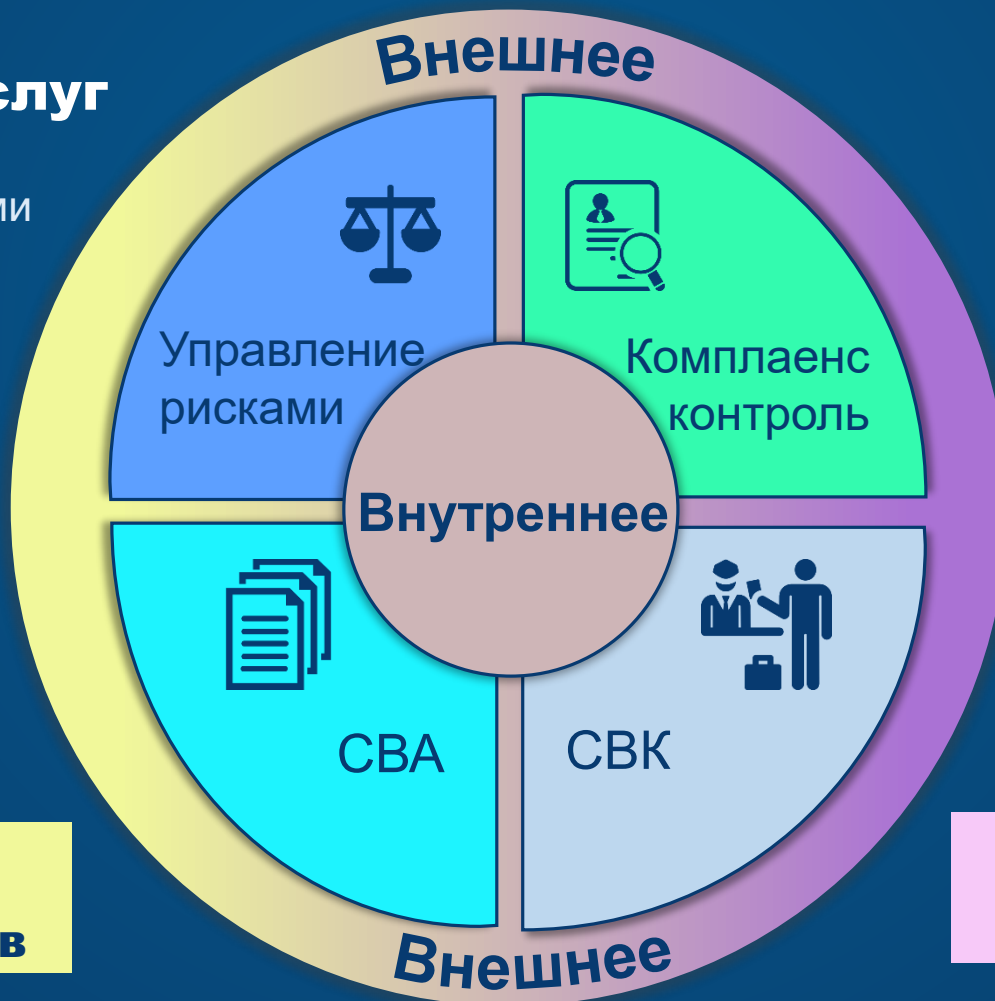 Внешнее
слуг
ми
Управление
рисками
Комплаенс
контроль
Внутреннее
СВА
СВК
в
Внешнее